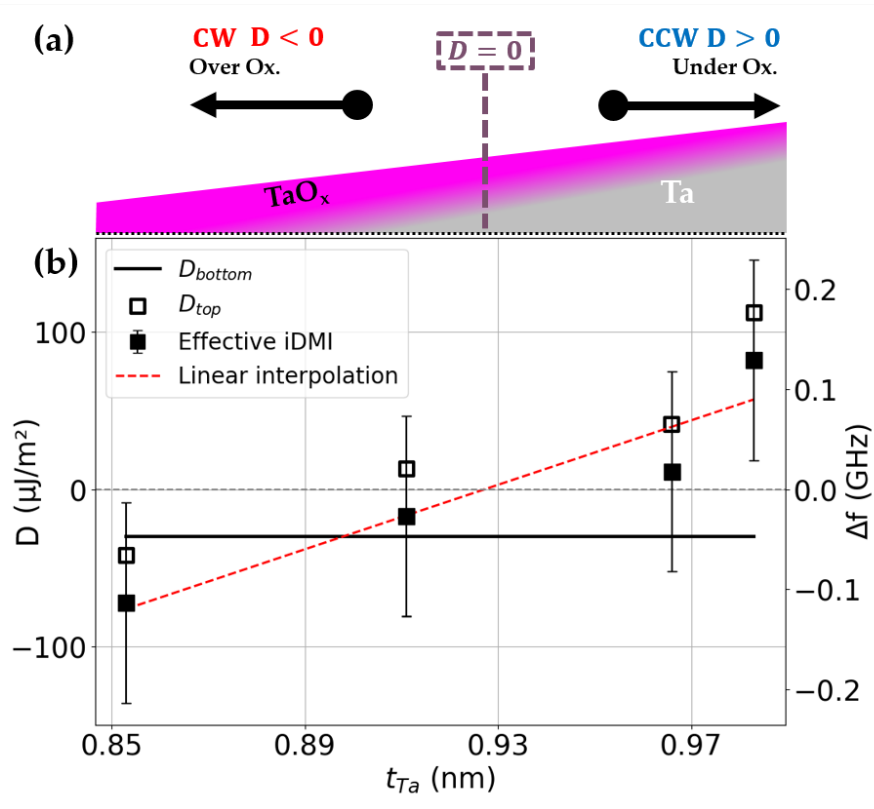 (a)
CW D < 0
Over Ox.
D = 0
CCW D > 0
Under Ox.
TaOₓ
Ta
(b)
D_bottom
D_top
Effective iDMI
Linear interpolation
100
0
−100
D (μJ/m²)
0.2
0.1
0.0
−0.1
−0.2
Δf (GHz)
0.85
0.89
0.93
0.97
t_Ta (nm)